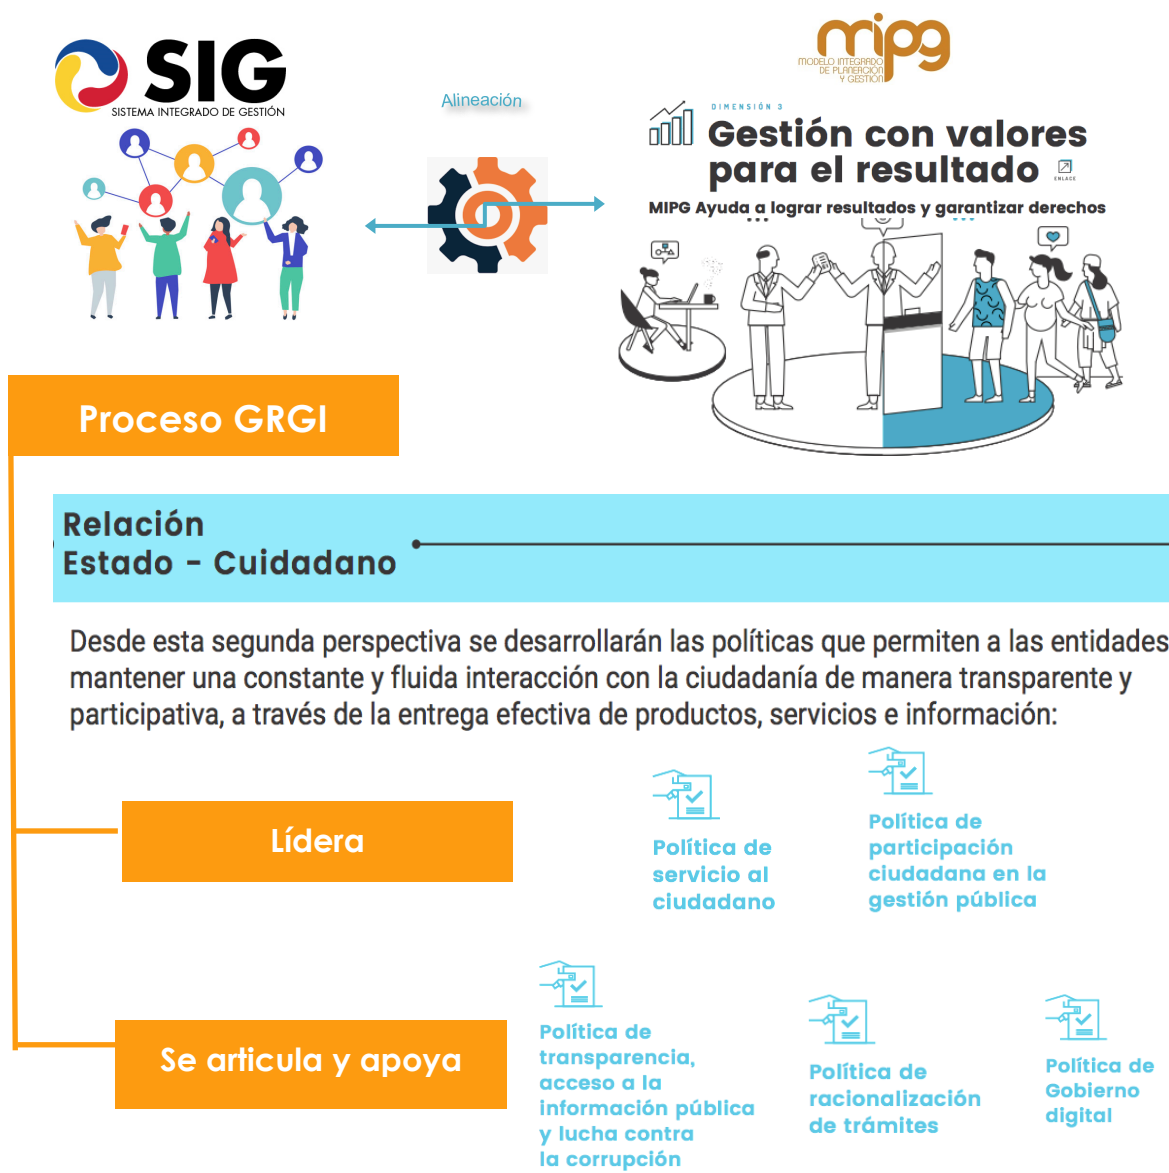 SIG
SISTEMA INTEGRADO DE GESTIÓN
Alineación
mipg
MODELO INTEGRADO
DE PLANEACIÓN
Y GESTIÓN
DIMENSIÓN 3
Gestión con valores
para el resultado
ENLACE
MIPG Ayuda a lograr resultados y garantizar derechos
Proceso GRGI
Relación
Estado - Cuidadano
Desde esta segunda perspectiva se desarrollarán las políticas que permiten a las entidades
mantener una constante y fluida interacción con la ciudadanía de manera transparente y
participativa, a través de la entrega efectiva de productos, servicios e información:
Lídera
Política de
servicio al
ciudadano
Política de
participación
ciudadana en la
gestión pública
Se articula y apoya
Política de
transparencia,
acceso a la
información pública
y lucha contra
la corrupción
Política de
racionalización
de trámites
Política de
Gobierno
digital